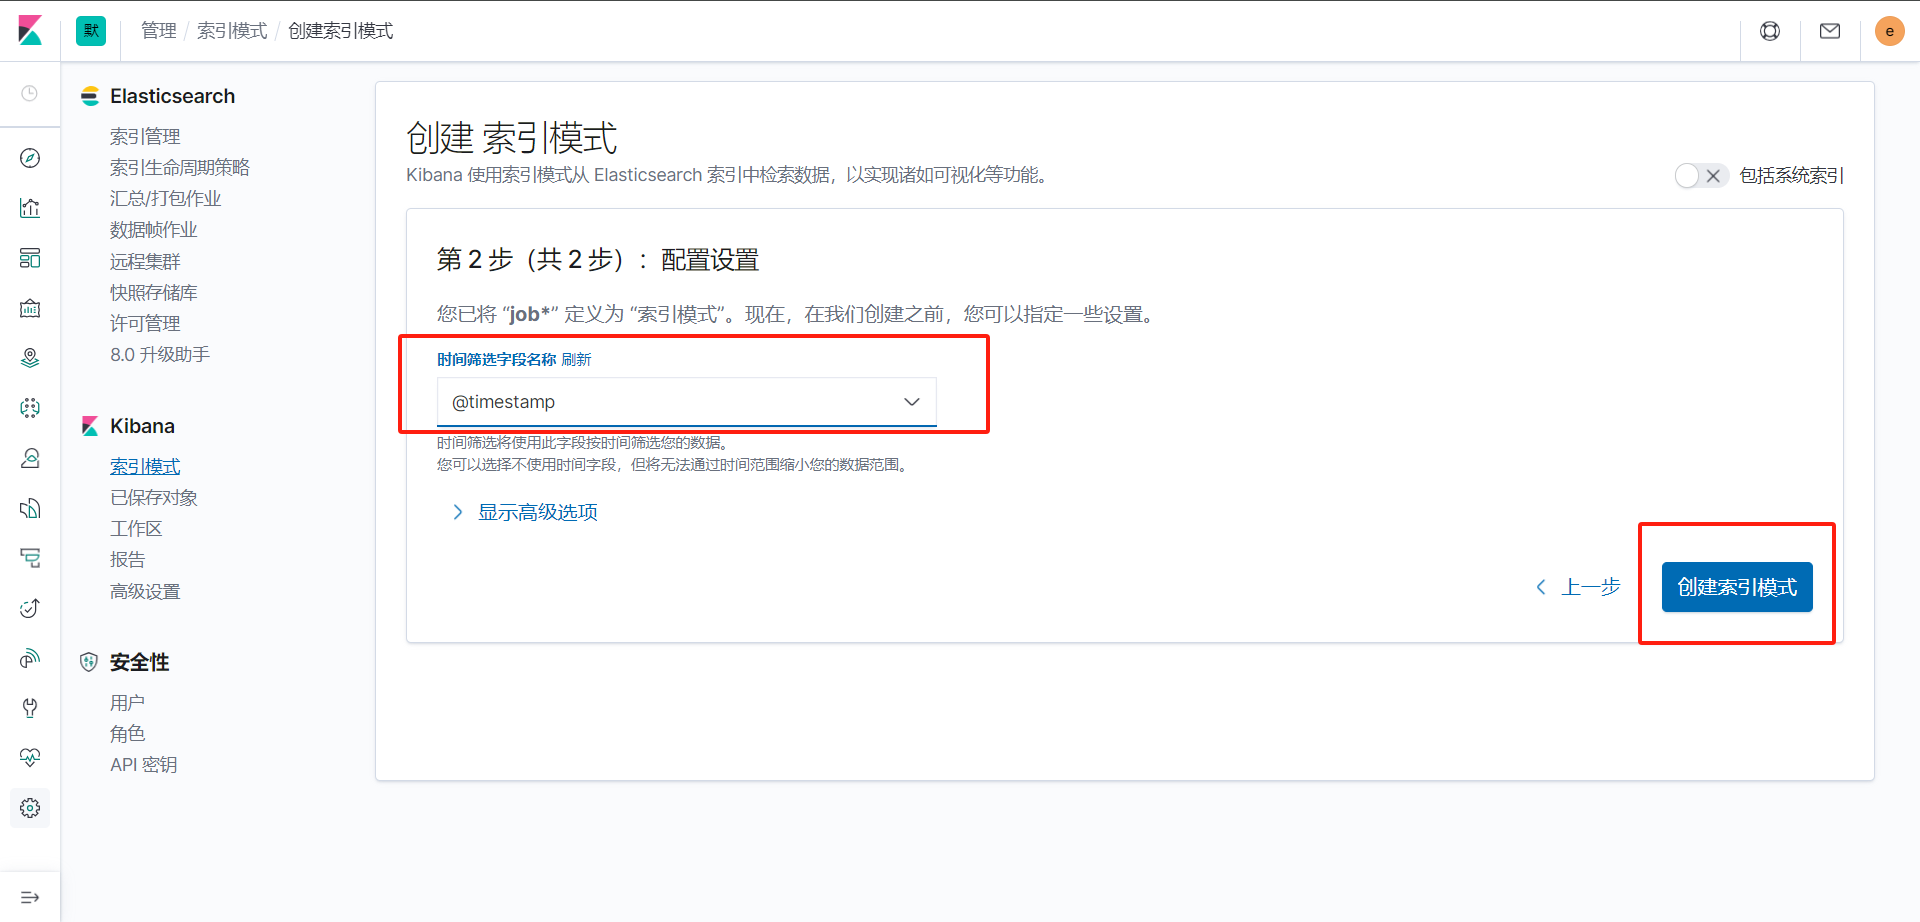 默 管理 / 索引模式 / 创建索引模式 e
Elasticsearch
索引管理
索引生命周期策略
汇总/打包作业
数据帧作业
远程集群
快照存储库
许可管理
8.0 升级助手
Kibana
索引模式
已保存对象
工作区
报告
高级设置
安全性
用户
角色
API 密钥
创建 索引模式
Kibana 使用索引模式从 Elasticsearch 索引中检索数据，以实现诸如可视化等功能。
包括系统索引
第 2 步（共 2 步）：配置设置
您已将 “job*” 定义为 “索引模式”。现在，在我们创建之前，您可以指定一些设置。
时间筛选字段名称 刷新
@timestamp
时间筛选将使用此字段按时间筛选您的数据。
您可以选择不使用时间字段，但将无法通过时间范围缩小您的数据范围。
显示高级选项
上一步
创建索引模式